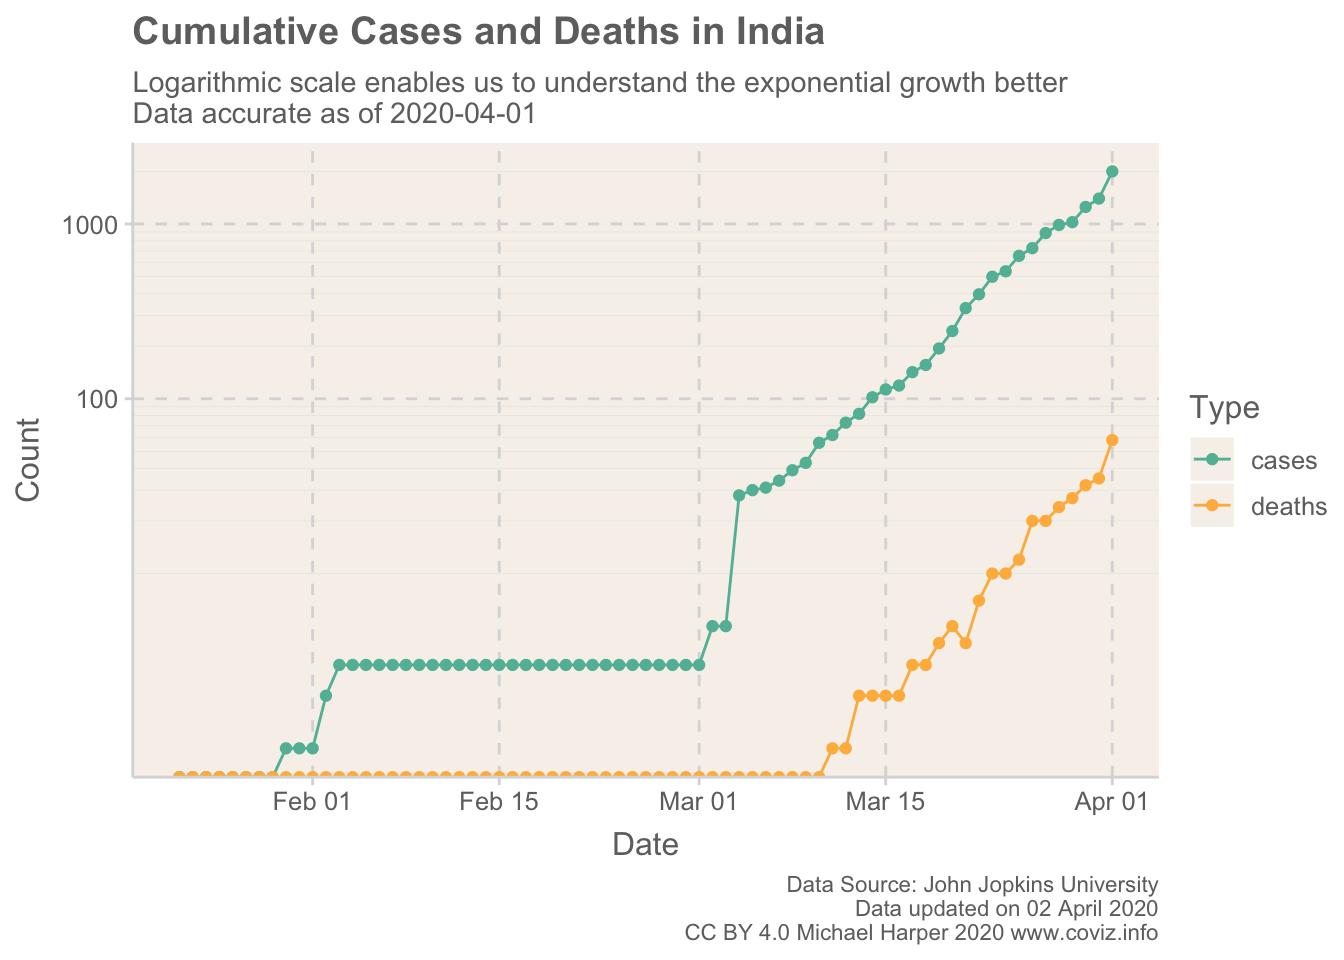 Cumulative Cases and Deaths in India
Logarithmic scale enables us to understand the exponential growth better
Data accurate as of 2020-04-01
1000
100
Count
Feb 01
Feb 15
Mar 01
Mar 15
Apr 01
Date
Type
cases
deaths
Data Source: John Jopkins University
Data updated on 02 April 2020
CC BY 4.0 Michael Harper 2020 www.coviz.info